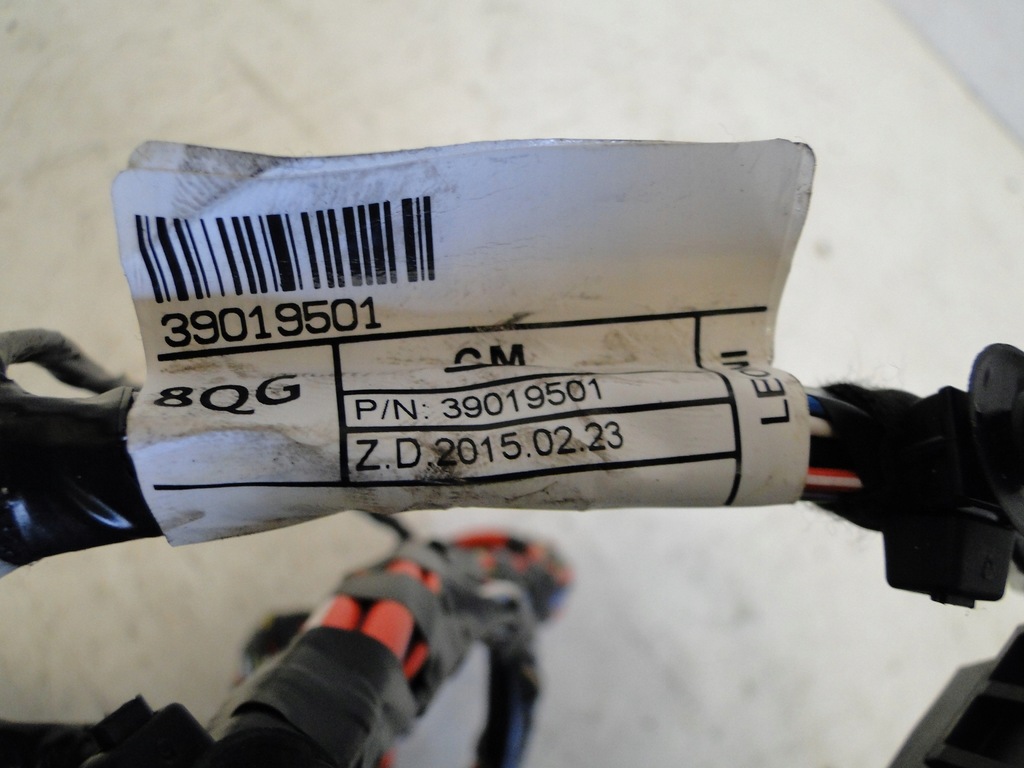 39019501
8QG
GM
P/N: 39019501
Z.D.2015.02.23
LEONI